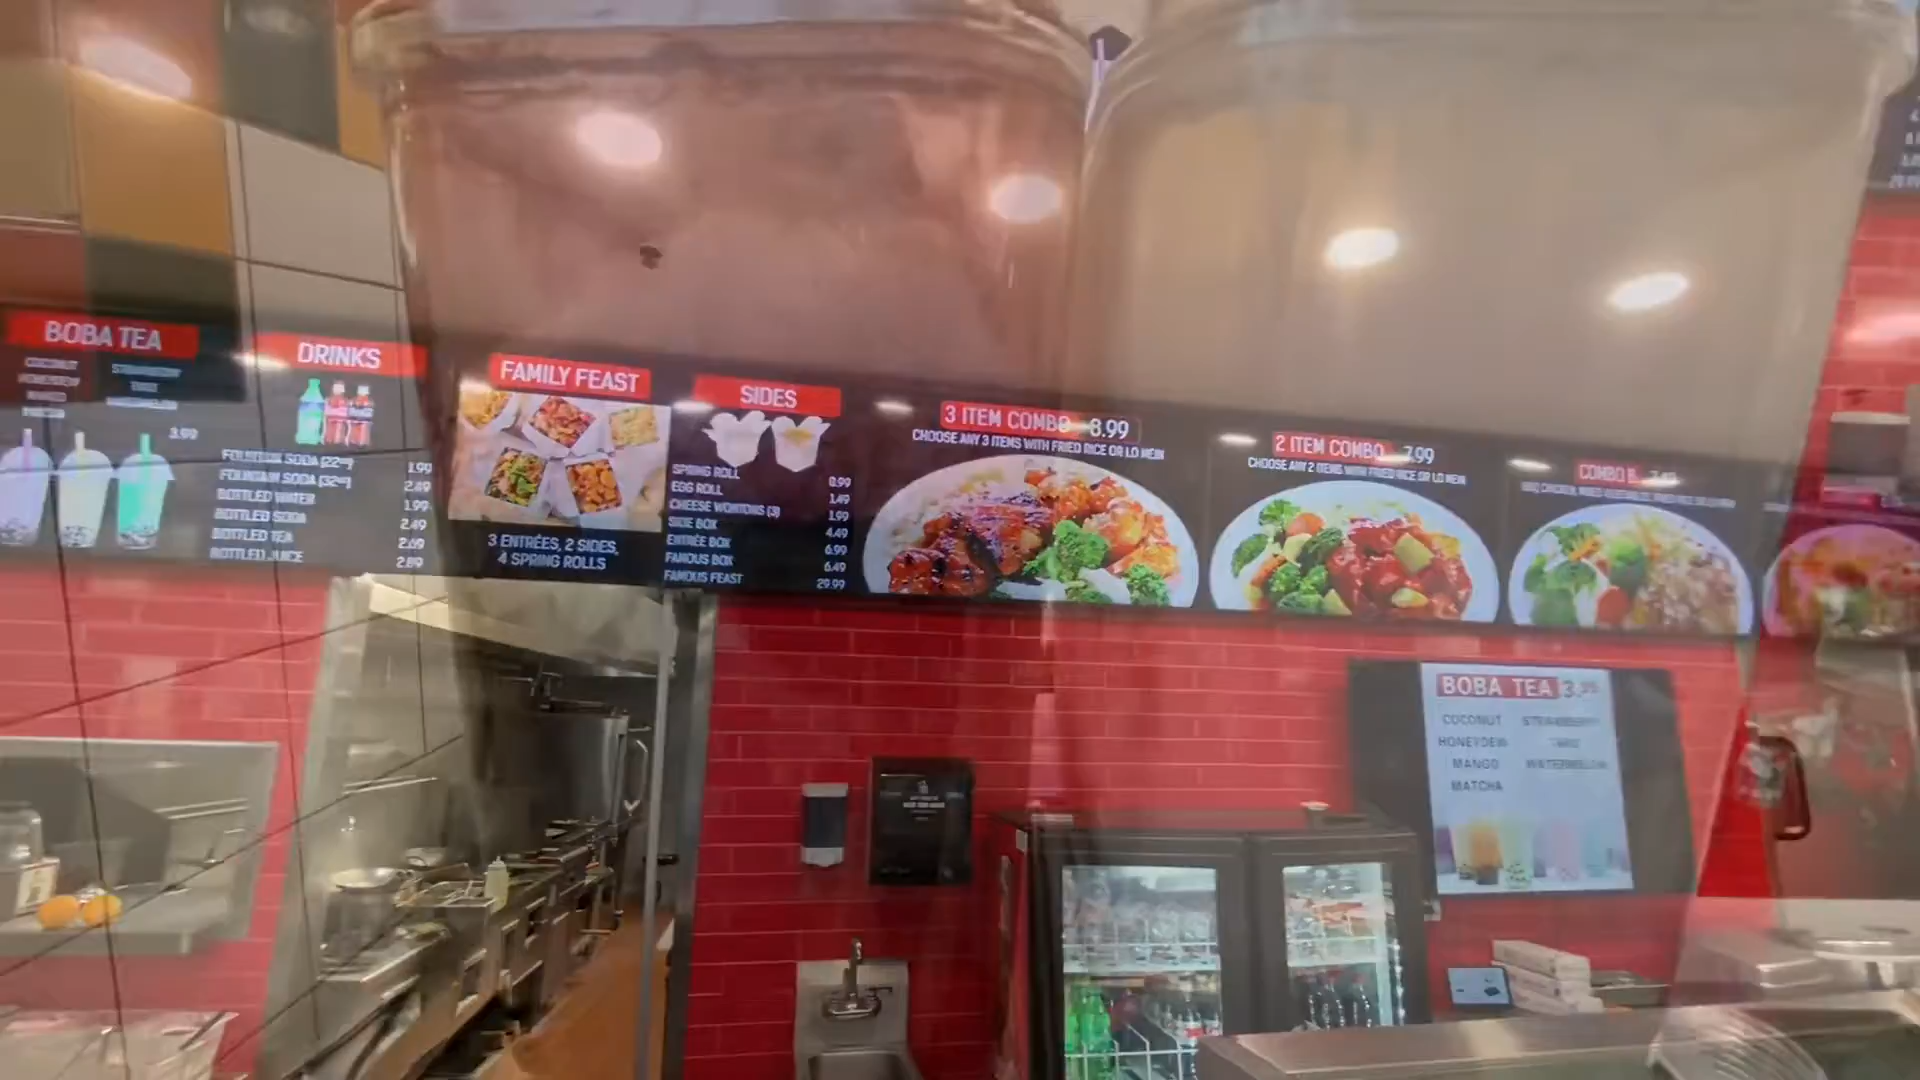 BOBA TEA
3.99
DRINKS
FOUNTAIN SODA (22oz) 1.99
FOUNTAIN SODA (32oz) 2.49
BOTTLED WATER 1.99
BOTTLED SODA 2.49
BOTTLED TEA 2.69
BOTTLED JUICE 2.89
FAMILY FEAST
3 ENTRÉES, 2 SIDES,
4 SPRING ROLLS
SIDES
SPRING ROLL 0.99
EGG ROLL 1.49
CHEESE WONTONS (3) 1.99
SIDE BOX 4.49
ENTRÉE BOX 6.99
FAMOUS BOX 6.49
FAMOUS FEAST 29.99
3 ITEM COMBO 8.99
CHOOSE ANY 3 ITEMS WITH FRIED RICE OR LO MEIN
2 ITEM COMBO 7.99
CHOOSE ANY 2 ITEMS WITH FRIED RICE OR LO MEIN
COMBO
BOBA TEA 3.99
COCONUT STRAWBERRY
HONEYDEW TARO
MANGO WATERMELON
MATCHA